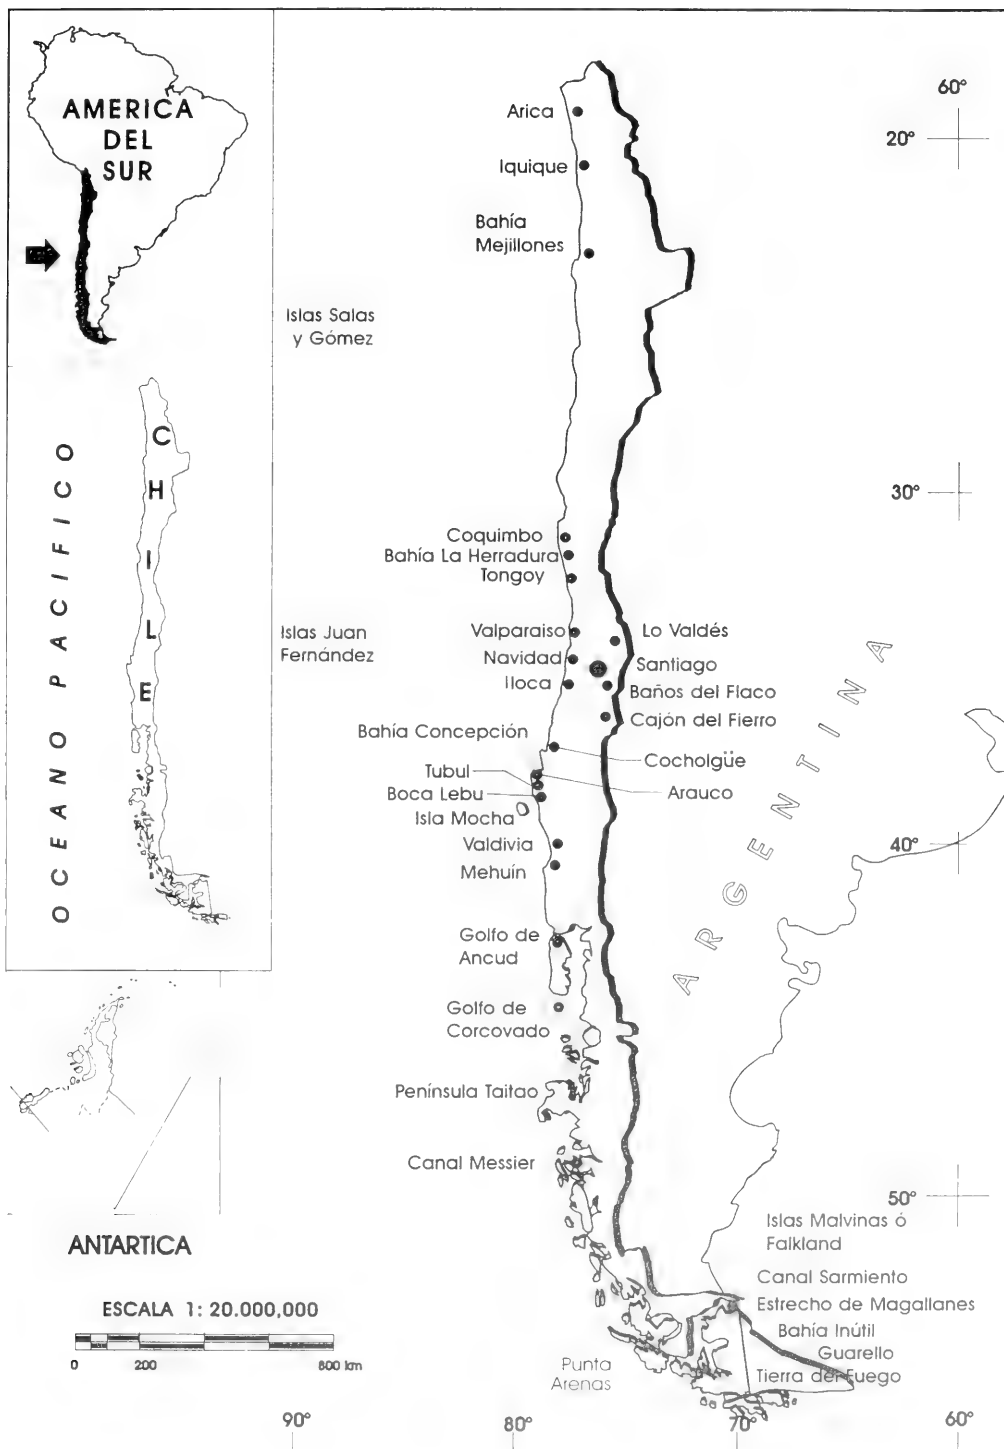 AMERICA
DEL
SUR
C
H
I
L
E
OCEANO PACIFICO
ANTARTICA
ESCALA 1: 20.000,000
0 200 600 km
Islas Salas
y Gómez
Islas Juan
Fernández
Arica
Iquique
Bahía
Mejillones
Coquimbo
Bahía La Herradura
Tongoy
Valparaiso
Navidad
Iloca
Lo Valdés
Santiago
Baños del Flaco
Cajón del Fierro
Bahía Concepción
Cocholgüe
Tubul
Arauco
Boca Lebu
Isla Mocha
Valdivia
Mehuín
Golfo de
Ancud
Golfo de
Corcovado
Península Taitao
Canal Messier
ARGENTINA
Islas Malvinas ó
Falkland
Canal Sarmiento
Estrecho de Magallanes
Bahía Inútil
Guarello
Tierra del Fuego
Punta
Arenas
60°
20°
30°
40°
50°
90°
80°
70°
60°